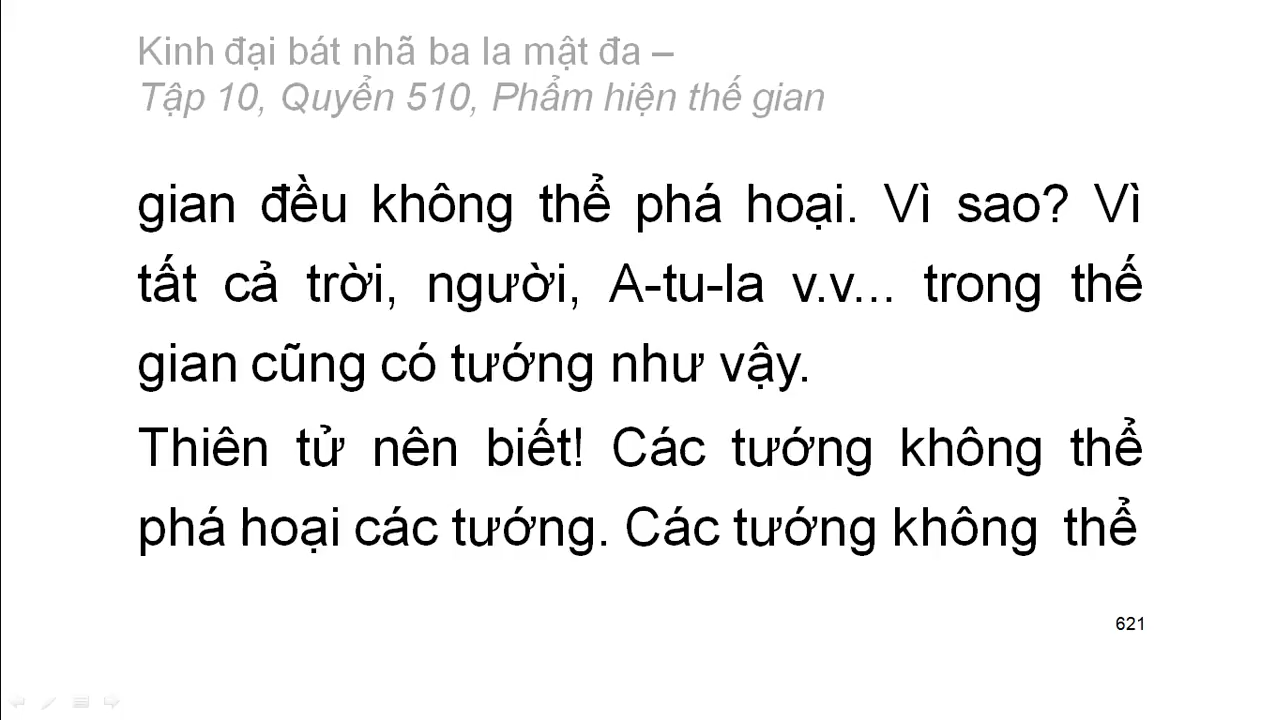 Kinh đại bát nhã ba la mật đa –
Tập 10, Quyển 510, Phẩm hiện thế gian
gian đều không thể phá hoại. Vì sao? Vì
tất cả trời, người, A-tu-la v.v... trong thế
gian cũng có tướng như vậy.
Thiên tử nên biết! Các tướng không thể
phá hoại các tướng. Các tướng không thể
621